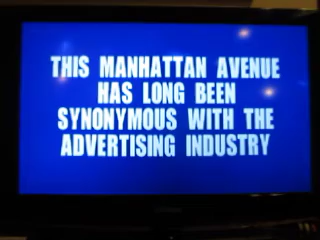 THIS MANHATTAN AVENUE
HAS LONG BEEN
SYNONYMOUS WITH THE
ADVERTISING INDUSTRY